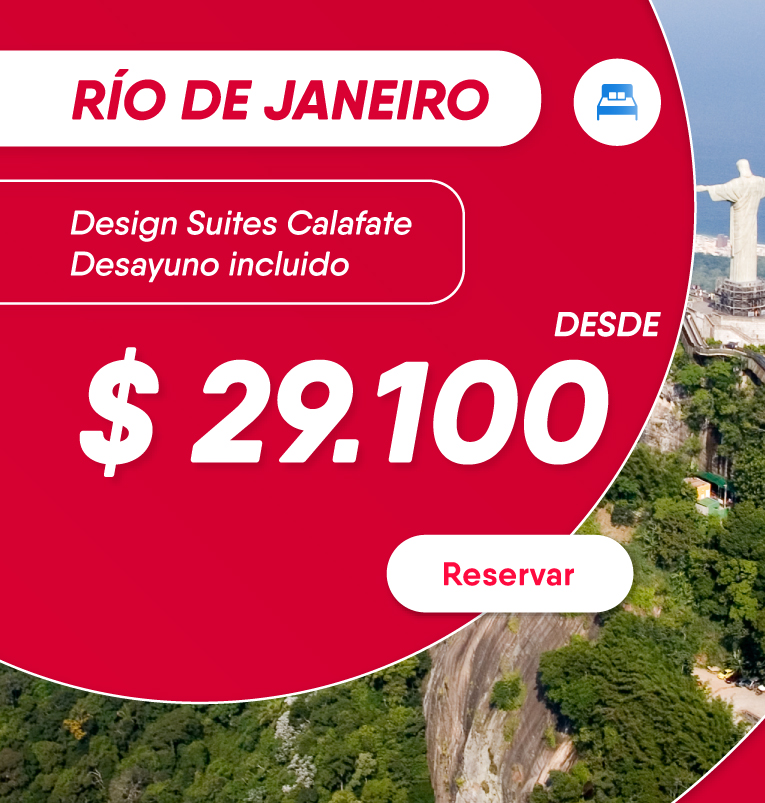 RÍO DE JANEIRO
Design Suites Calafate
Desayuno incluido
DESDE
$ 29.100
Reservar